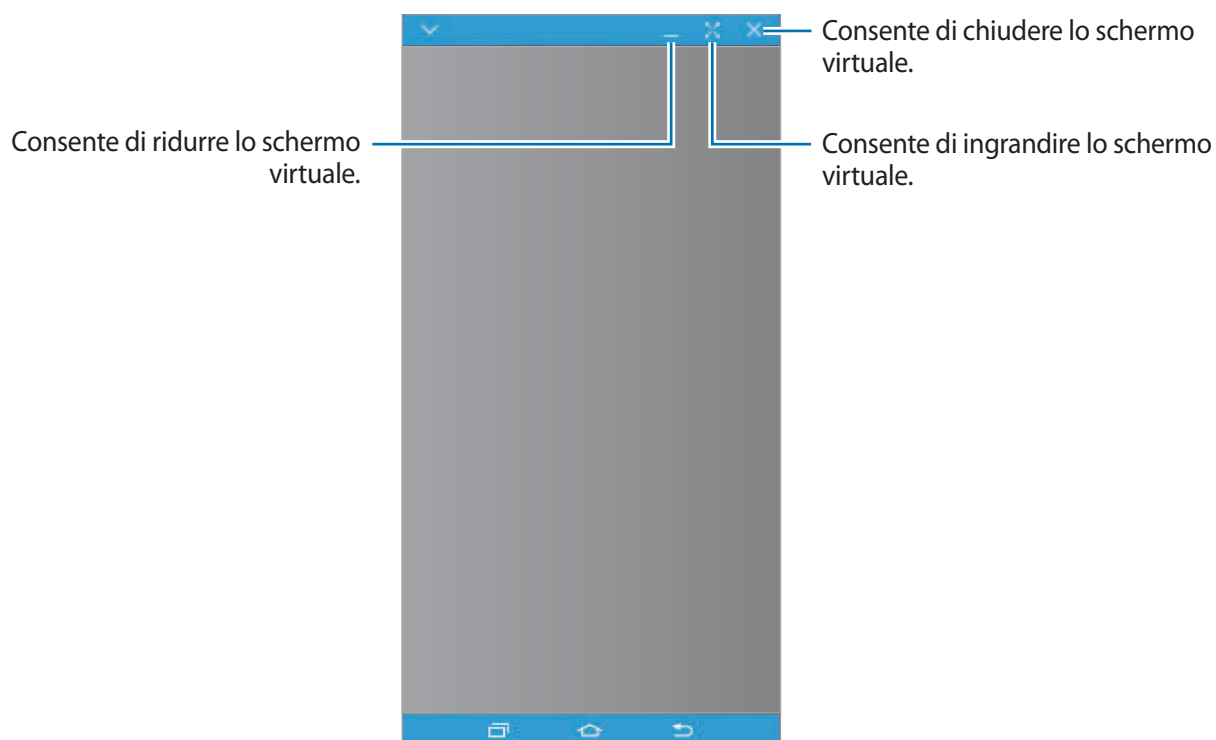 Consente di chiudere lo schermo
virtuale.
Consente di ridurre lo schermo
virtuale.
Consente di ingrandire lo schermo
virtuale.